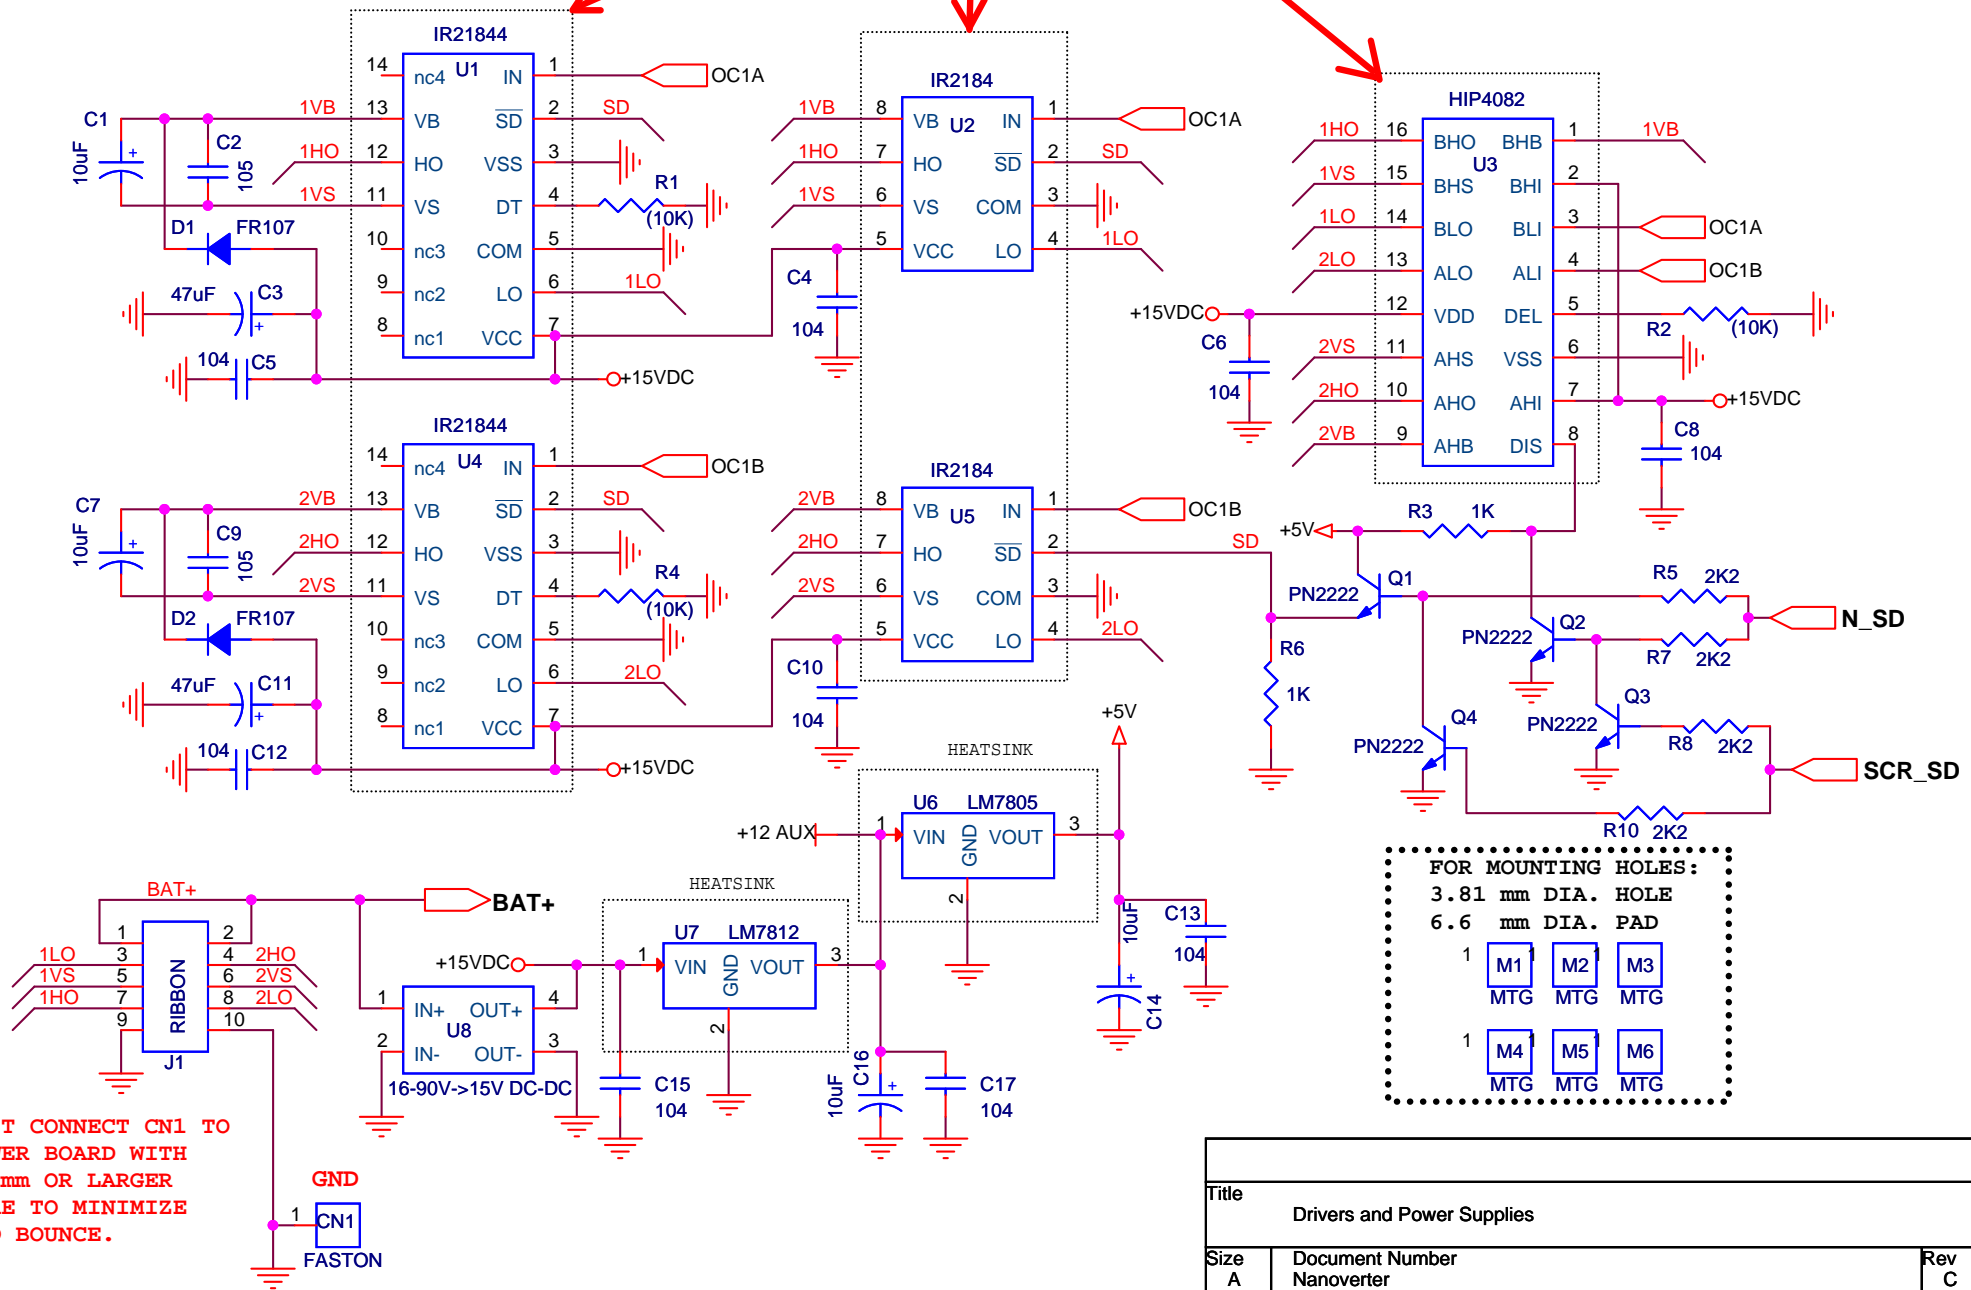 IR21844
U1
14 nc4 IN 1 OC1A
1VB 13 VB SD 2 SD
1HO 12 HO VSS 3
1VS 11 VS DT 4 R1 (10K)
10 nc3 COM 5
9 nc2 LO 6 1LO
8 nc1 VCC 7
C1 10uF
C2 105
D1 FR107
47uF C3
104 C5
+15VDC
IR2184
U2
1VB 8 VB IN 1 OC1A
1HO 7 HO SD 2 SD
1VS 6 VS COM 3
5 VCC LO 4 1LO
C4 104
HIP4082
U3
1HO 16 BHO BHB 1 1VB
1VS 15 BHS BHI 2
1LO 14 BLO BLI 3 OC1A
2LO 13 ALO ALI 4 OC1B
+15VDC 12 VDD DEL 5 R2 (10K)
2VS 11 AHS VSS 6
2HO 10 AHO AHI 7 +15VDC
2VB 9 AHB DIS 8
C6 104
C8 104
IR21844
U4
14 nc4 IN 1 OC1B
2VB 13 VB SD 2 SD
2HO 12 HO VSS 3
2VS 11 VS DT 4 R4 (10K)
10 nc3 COM 5
9 nc2 LO 6 2LO
8 nc1 VCC 7
C7 10uF
C9 105
D2 FR107
47uF C11
104 C12
+15VDC
IR2184
U5
2VB 8 VB IN 1 OC1B
2HO 7 HO SD 2 SD
2VS 6 VS COM 3
5 VCC LO 4 2LO
C10 104
+5V R3 1K
Q1 PN2222
R5 2K2
N_SD
Q2 PN2222
R7 2K2
R6 1K
Q3 PN2222
R8 2K2
Q4 PN2222
SCR_SD
R10 2K2
+5V
HEATSINK
U6 LM7805
+12 AUX 1 VIN GND VOUT 3
2
10uF C14
C13 104
BAT+
BAT+
HEATSINK
U7 LM7812
+15VDC 1 VIN GND VOUT 3
2
1 2
1LO 3 4 2HO
1VS 5 6 2VS
1HO 7 8 2LO
9 10
RIBBON
J1
1 IN+ OUT+ 4
U8
2 IN- OUT- 3
16-90V->15V DC-DC
C15 104
10uF C16
C17 104
FOR MOUNTING HOLES:
3.81 mm DIA. HOLE
6.6 mm DIA. PAD
1 M1 1 M2 1 M3
MTG MTG MTG
1 M4 1 M5 1 M6
MTG MTG MTG
T CONNECT CN1 TO
ER BOARD WITH
mm OR LARGER
E TO MINIMIZE
BOUNCE.
GND
1 CN1
FASTON
Title
Drivers and Power Supplies
Size Document Number Rev
A Nanoverter C